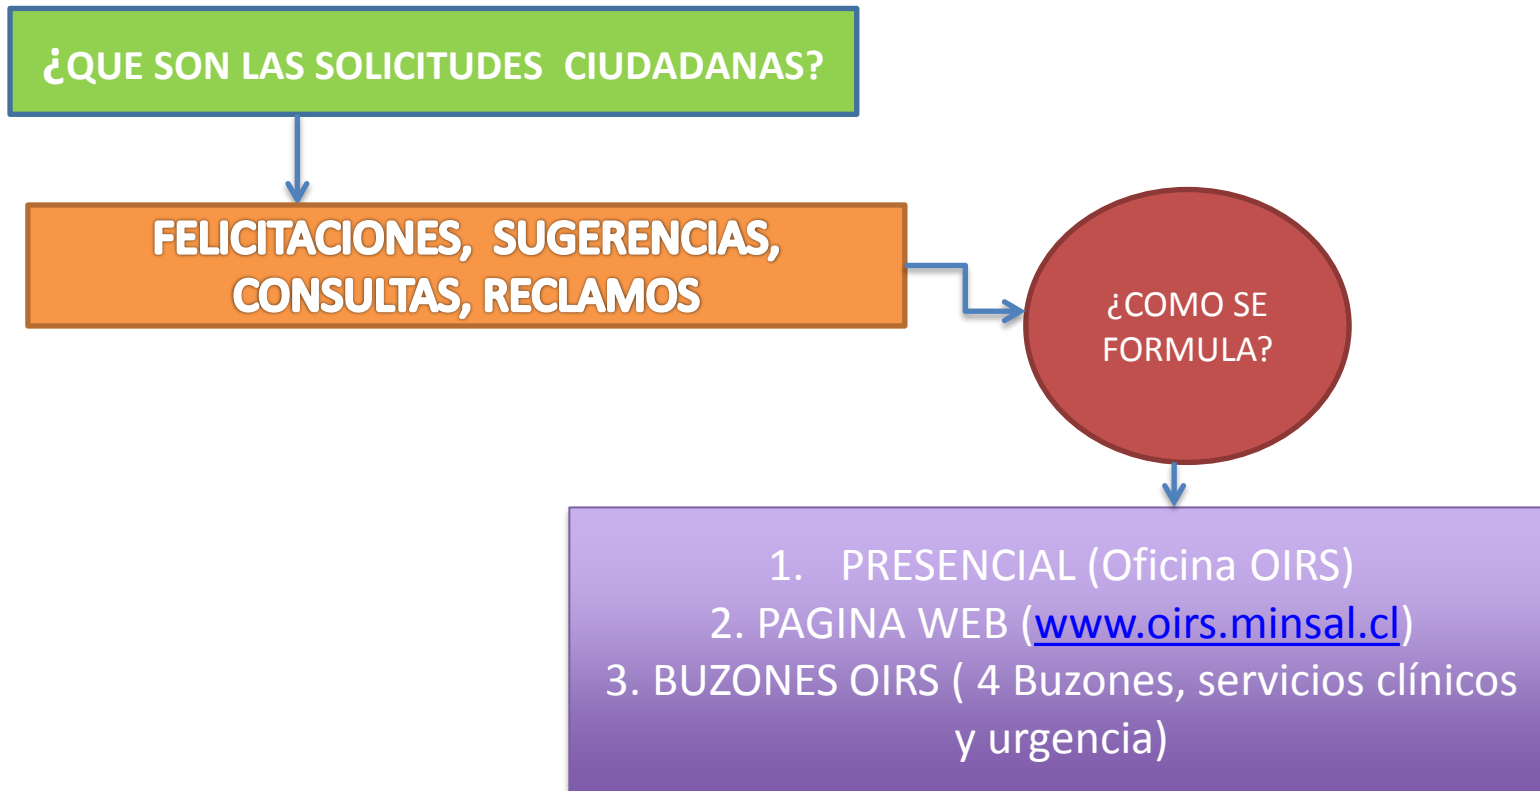 ¿QUE SON LAS SOLICITUDES CIUDADANAS?
FELICITACIONES, SUGERENCIAS,
CONSULTAS, RECLAMOS
¿COMO SE
FORMULA?
1. PRESENCIAL (Oficina OIRS)
2. PAGINA WEB (www.oirs.minsal.cl)
3. BUZONES OIRS ( 4 Buzones, servicios clínicos
y urgencia)